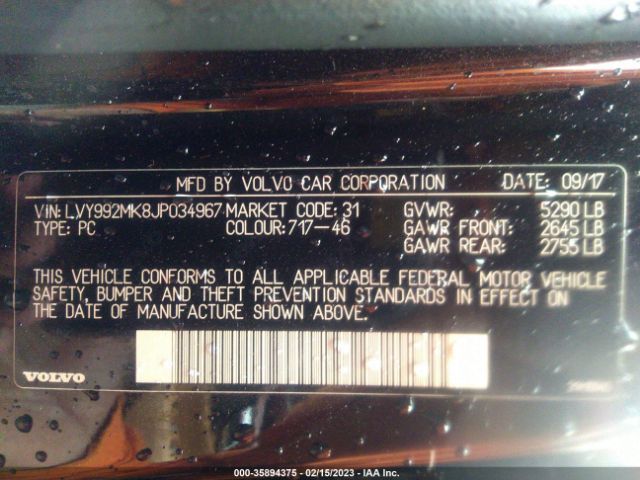 MFD BY VOLVO CAR CORPORATION DATE: 09/17
VIN: LVY992MK8JP034967 MARKET CODE: 31 GVWR: 5290 LB
TYPE: PC COLOUR: 717-46 GAWR FRONT: 2645 LB
GAWR REAR: 2755 LB
THIS VEHICLE CONFORMS TO ALL APPLICABLE FEDERAL MOTOR VEHICLE
SAFETY, BUMPER AND THEFT PREVENTION STANDARDS IN EFFECT ON
THE DATE OF MANUFACTURE SHOWN ABOVE.
VOLVO
000-35894375 - 02/15/2023 - IAA Inc.